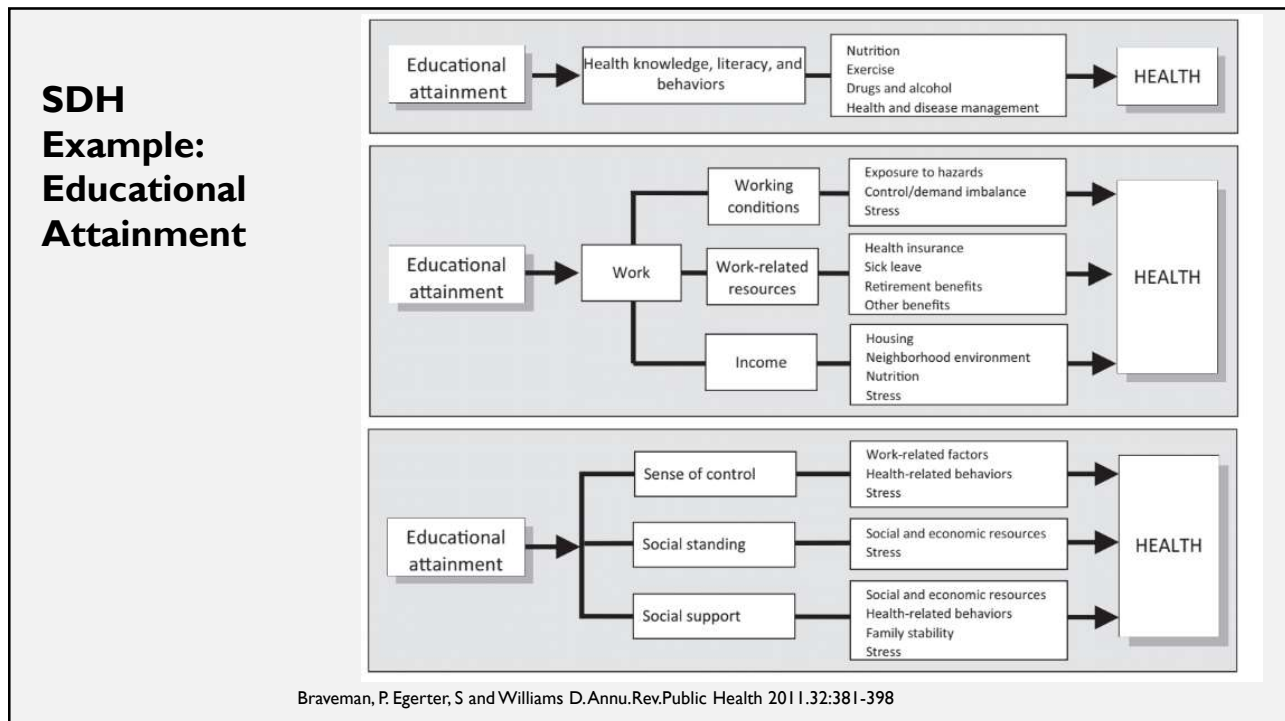 SDH
Example:
Educational
Attainment
Educational
attainment
Health knowledge, literacy, and
behaviors
Nutrition
Exercise
Drugs and alcohol
Health and disease management
HEALTH
Educational
attainment
Work
Working
conditions
Exposure to hazards
Control/demand imbalance
Stress
Work-related
resources
Health insurance
Sick leave
Retirement benefits
Other benefits
Income
Housing
Neighborhood environment
Nutrition
Stress
HEALTH
Educational
attainment
Sense of control
Work-related factors
Health-related behaviors
Stress
Social standing
Social and economic resources
Stress
Social support
Social and economic resources
Health-related behaviors
Family stability
Stress
HEALTH
Braveman, P. Egerter, S and Williams D. Annu.Rev.Public Health 2011.32:381-398